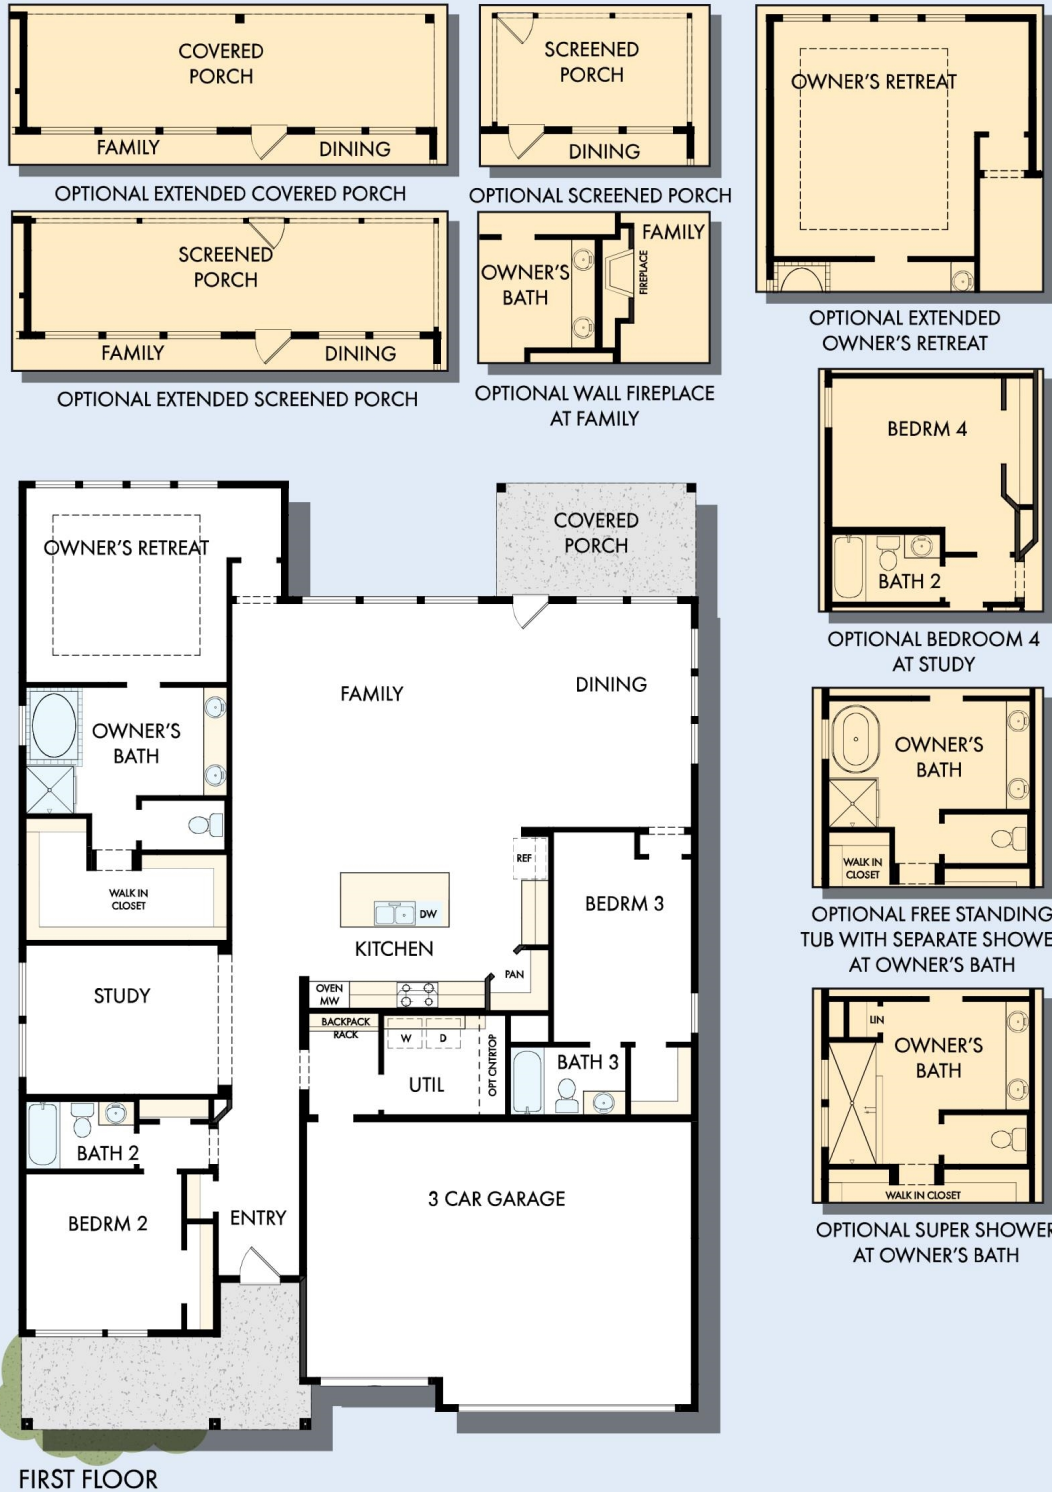 COVERED
PORCH
FAMILY
DINING
OPTIONAL EXTENDED COVERED PORCH
SCREENED
PORCH
DINING
OPTIONAL SCREENED PORCH
OWNER'S RETREAT
OPTIONAL EXTENDED
OWNER'S RETREAT
SCREENED
PORCH
FAMILY
DINING
OPTIONAL EXTENDED SCREENED PORCH
FAMILY
OWNER'S
BATH
FIREPLACE
OPTIONAL WALL FIREPLACE
AT FAMILY
BEDRM 4
BATH 2
OPTIONAL BEDROOM 4
AT STUDY
OWNER'S
BATH
WALK IN
CLOSET
OPTIONAL FREE STANDING
TUB WITH SEPARATE SHOWE
AT OWNER'S BATH
LIN
OWNER'S
BATH
WALK IN CLOSET
OPTIONAL SUPER SHOWER
AT OWNER'S BATH
COVERED
PORCH
OWNER'S RETREAT
FAMILY
DINING
OWNER'S
BATH
WALK IN
CLOSET
REF
DW
KITCHEN
BEDRM 3
PAN
OVEN
MW
STUDY
BACKPACK
RACK
W
D
OPT CNTRTOP
UTIL
BATH 3
BATH 2
BEDRM 2
ENTRY
3 CAR GARAGE
FIRST FLOOR